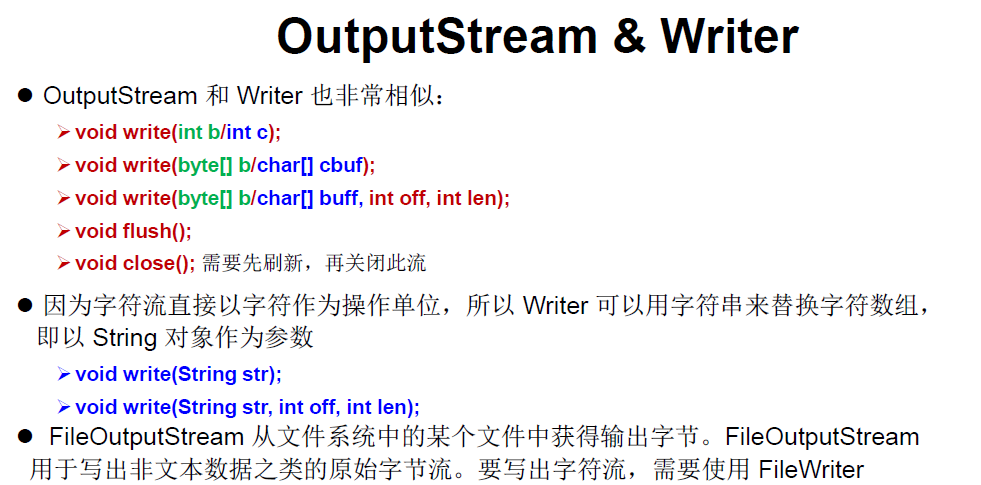 OutputStream & Writer
● OutputStream 和 Writer 也非常相似：
➢void write(int b/int c);
➢void write(byte[] b/char[] cbuf);
➢void write(byte[] b/char[] buff, int off, int len);
➢void flush();
➢void close(); 需要先刷新，再关闭此流
● 因为字符流直接以字符作为操作单位，所以 Writer 可以用字符串来替换字符数组，
即以 String 对象作为参数
➢void write(String str);
➢void write(String str, int off, int len);
● FileOutputStream 从文件系统中的某个文件中获得输出字节。FileOutputStream
用于写出非文本数据之类的原始字节流。要写出字符流，需要使用 FileWriter